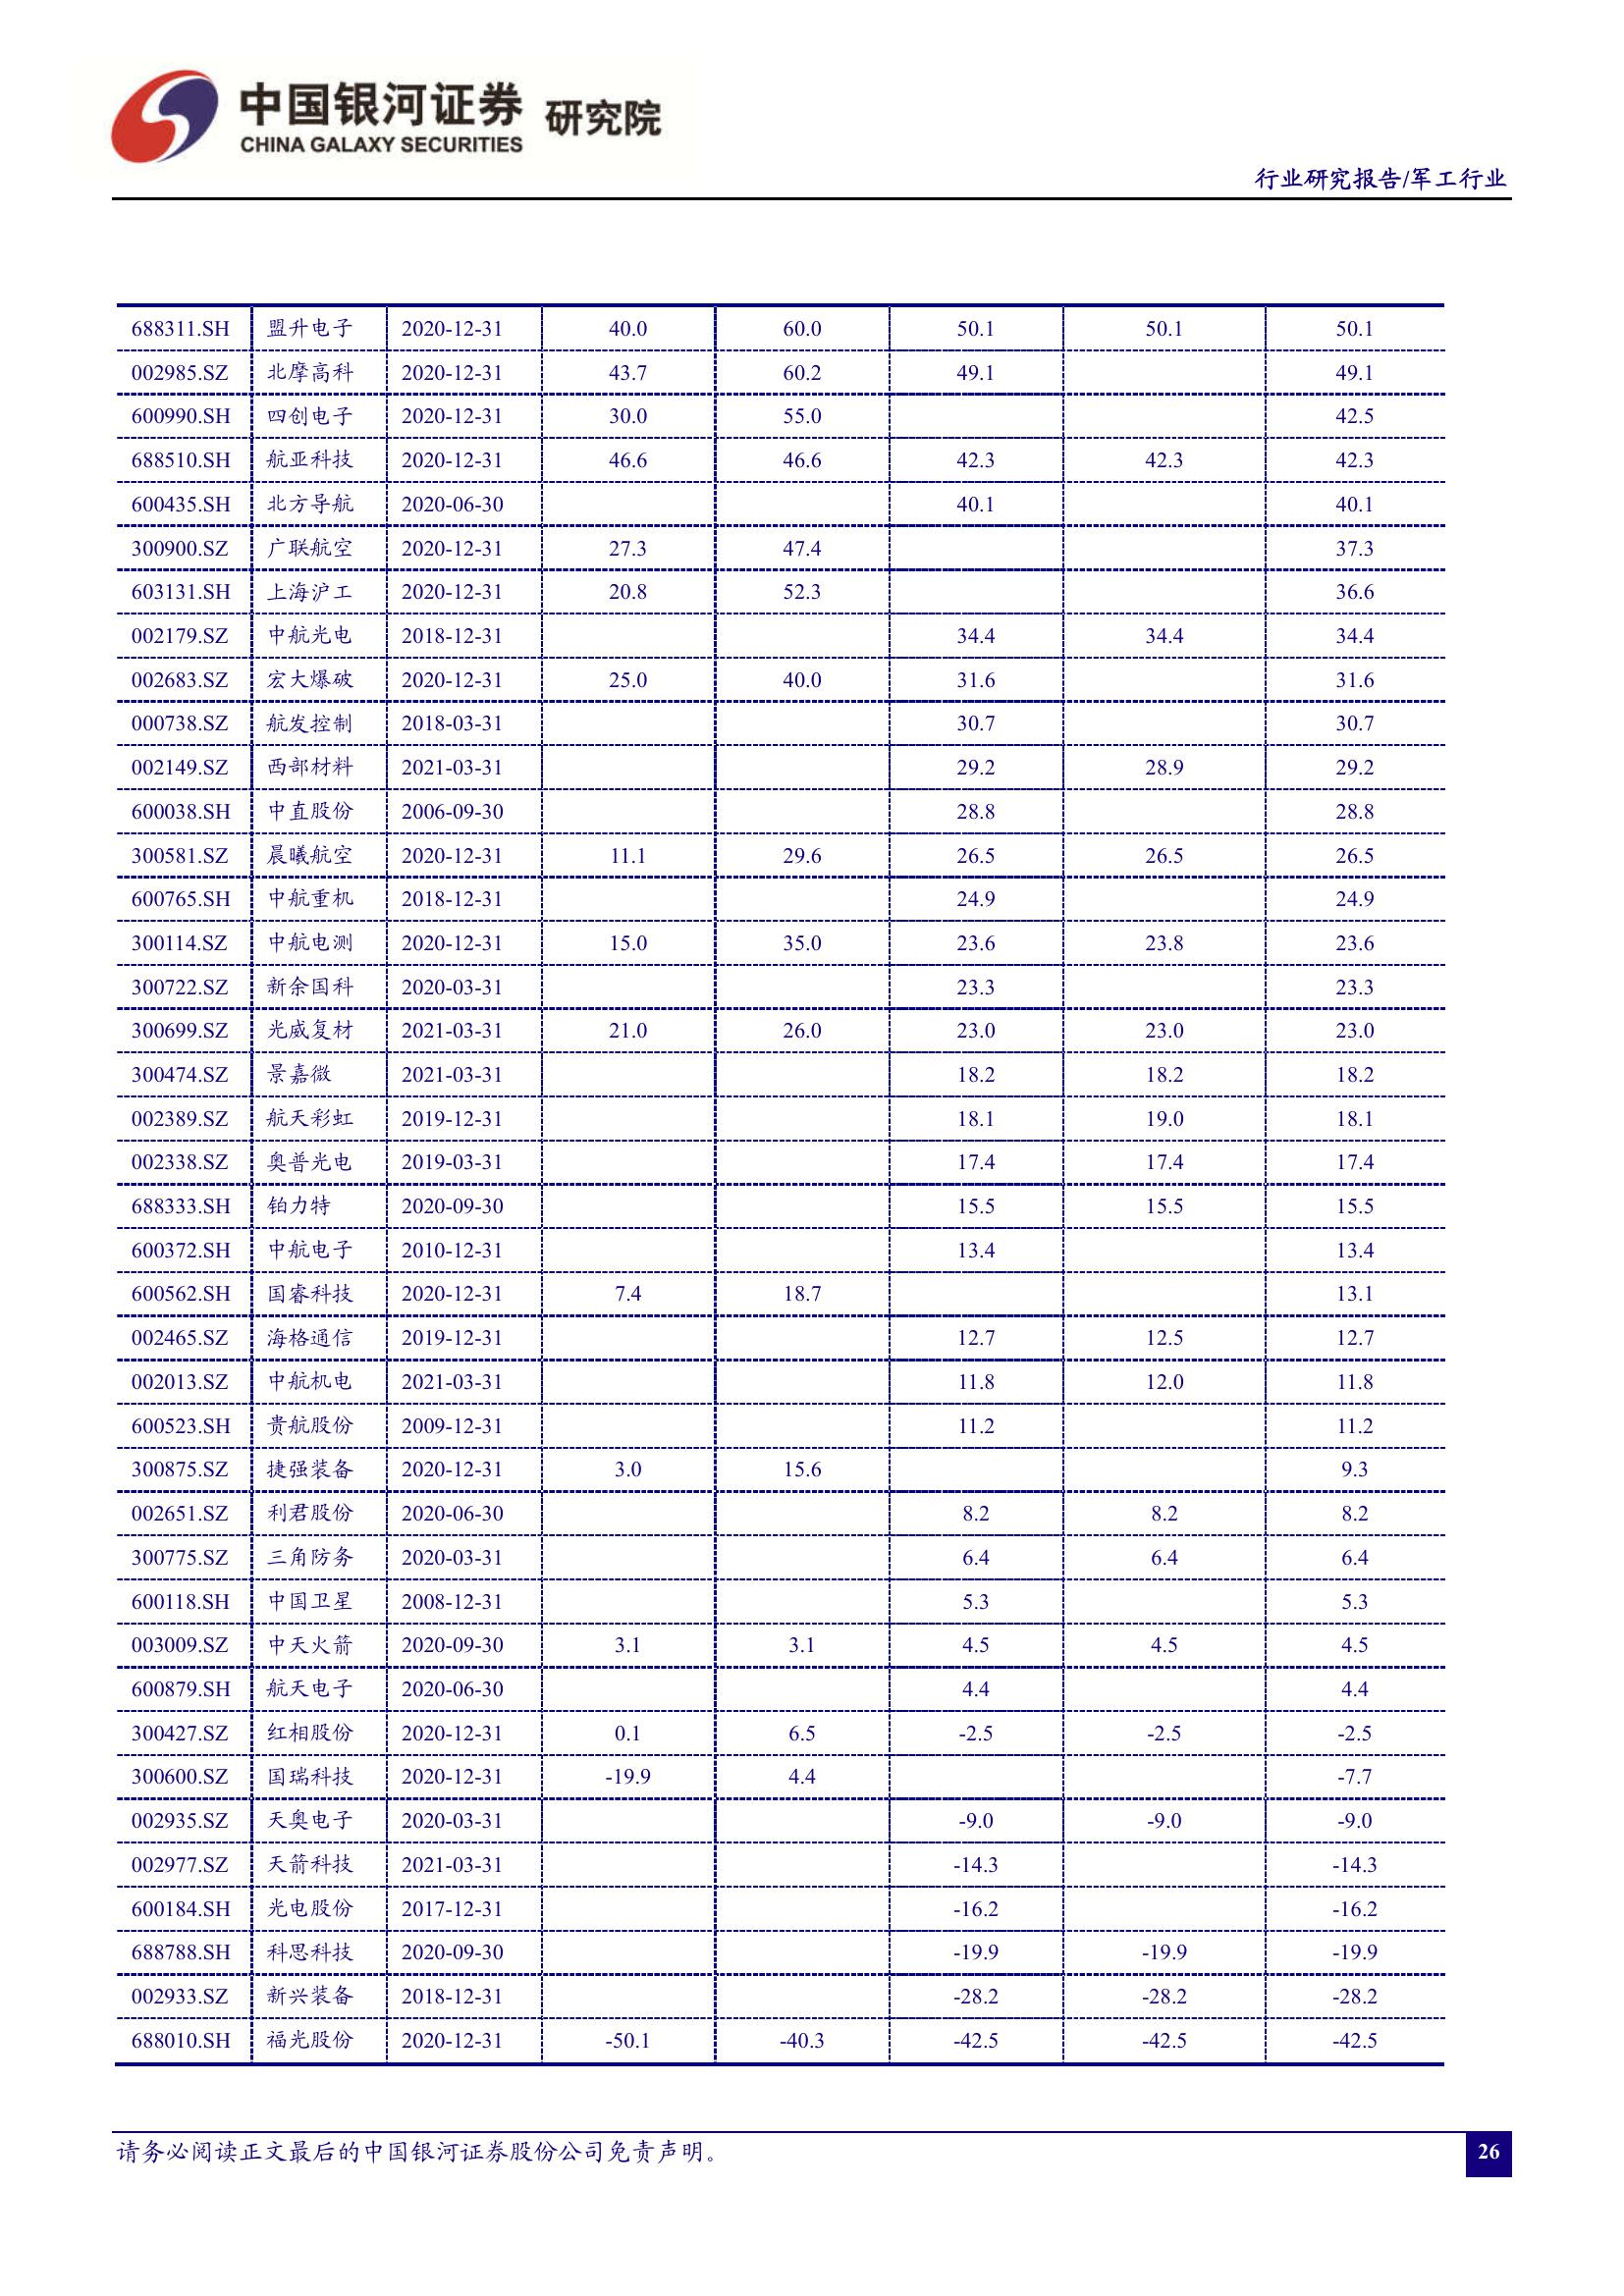 中国银河证券 研究院
CHINA GALAXY SECURITIES
行业研究报告/军工行业
688311.SH 盟升电子 2020-12-31 40.0 60.0 50.1 50.1 50.1
002985.SZ 北摩高科 2020-12-31 43.7 60.2 49.1 49.1
600990.SH 四创电子 2020-12-31 30.0 55.0 42.5
688510.SH 航亚科技 2020-12-31 46.6 46.6 42.3 42.3 42.3
600435.SH 北方导航 2020-06-30 40.1 40.1
300900.SZ 广联航空 2020-12-31 27.3 47.4 37.3
603131.SH 上海沪工 2020-12-31 20.8 52.3 36.6
002179.SZ 中航光电 2018-12-31 34.4 34.4 34.4
002683.SZ 宏大爆破 2020-12-31 25.0 40.0 31.6 31.6
000738.SZ 航发控制 2018-03-31 30.7 30.7
002149.SZ 西部材料 2021-03-31 29.2 28.9 29.2
600038.SH 中直股份 2006-09-30 28.8 28.8
300581.SZ 晨曦航空 2020-12-31 11.1 29.6 26.5 26.5 26.5
600765.SH 中航重机 2018-12-31 24.9 24.9
300114.SZ 中航电测 2020-12-31 15.0 35.0 23.6 23.8 23.6
300722.SZ 新余国科 2020-03-31 23.3 23.3
300699.SZ 光威复材 2021-03-31 21.0 26.0 23.0 23.0 23.0
300474.SZ 景嘉微 2021-03-31 18.2 18.2 18.2
002389.SZ 航天彩虹 2019-12-31 18.1 19.0 18.1
002338.SZ 奥普光电 2019-03-31 17.4 17.4 17.4
688333.SH 铂力特 2020-09-30 15.5 15.5 15.5
600372.SH 中航电子 2010-12-31 13.4 13.4
600562.SH 国睿科技 2020-12-31 7.4 18.7 13.1
002465.SZ 海格通信 2019-12-31 12.7 12.5 12.7
002013.SZ 中航机电 2021-03-31 11.8 12.0 11.8
600523.SH 贵航股份 2009-12-31 11.2 11.2
300875.SZ 捷强装备 2020-12-31 3.0 15.6 9.3
002651.SZ 利君股份 2020-06-30 8.2 8.2 8.2
300775.SZ 三角防务 2020-03-31 6.4 6.4 6.4
600118.SH 中国卫星 2008-12-31 5.3 5.3
003009.SZ 中天火箭 2020-09-30 3.1 3.1 4.5 4.5 4.5
600879.SH 航天电子 2020-06-30 4.4 4.4
300427.SZ 红相股份 2020-12-31 0.1 6.5 -2.5 -2.5 -2.5
300600.SZ 国瑞科技 2020-12-31 -19.9 4.4 -7.7
002935.SZ 天奥电子 2020-03-31 -9.0 -9.0 -9.0
002977.SZ 天箭科技 2021-03-31 -14.3 -14.3
600184.SH 光电股份 2017-12-31 -16.2 -16.2
688788.SH 科思科技 2020-09-30 -19.9 -19.9 -19.9
002933.SZ 新兴装备 2018-12-31 -28.2 -28.2 -28.2
688010.SH 福光股份 2020-12-31 -50.1 -40.3 -42.5 -42.5 -42.5
请务必阅读正文最后的中国银河证券股份公司免责声明。
26